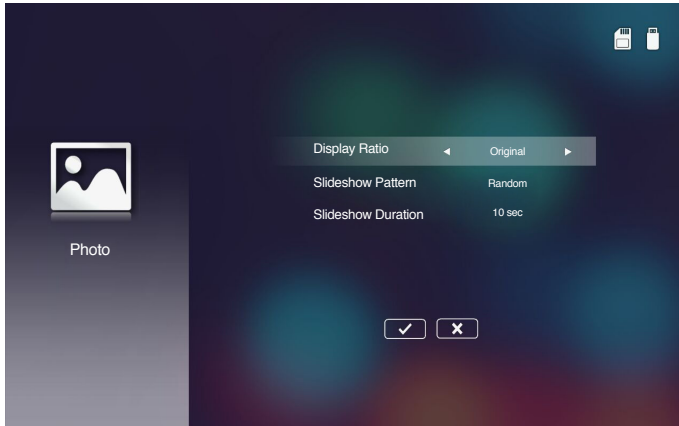 Display Ratio ◄ Original ►
Slideshow Pattern Random
Slideshow Duration 10 sec
Photo